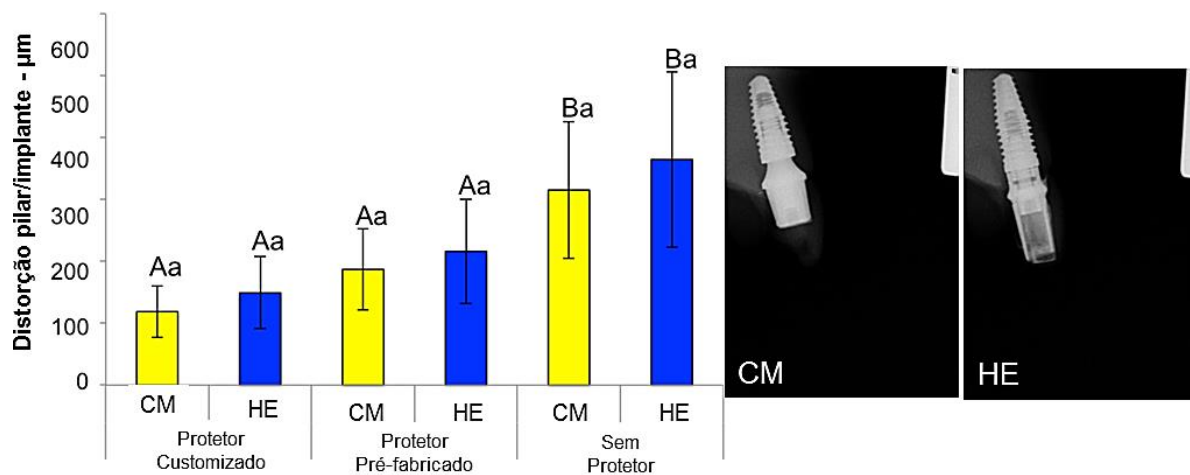 Distorção pilar/implante - µm
600
500
400
300
200
100
0
Aa
Aa
Aa
Aa
Ba
Ba
CM
HE
CM
HE
CM
HE
Protetor
Customizado
Protetor
Pré-fabricado
Sem
Protetor
CM
HE